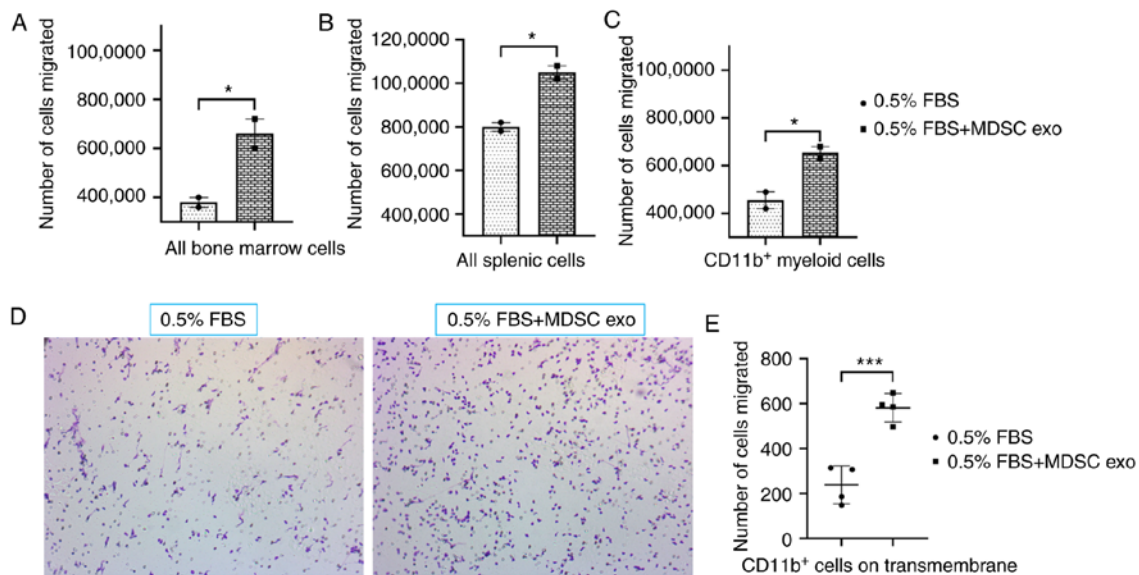 A
Number of cells migrated
100,0000
800,000
600,000
400,000
*
All bone marrow cells
B
Number of cells migrated
120,0000
100,0000
800,000
600,000
400,000
*
All splenic cells
C
Number of cells migrated
100,0000
800,000
600,000
400,000
*
CD11b+ myeloid cells
0.5% FBS
0.5% FBS+MDSC exo
D
0.5% FBS
0.5% FBS+MDSC exo
E
Number of cells migrated
800
600
400
200
0
***
CD11b+ cells on transmembrane
0.5% FBS
0.5% FBS+MDSC exo